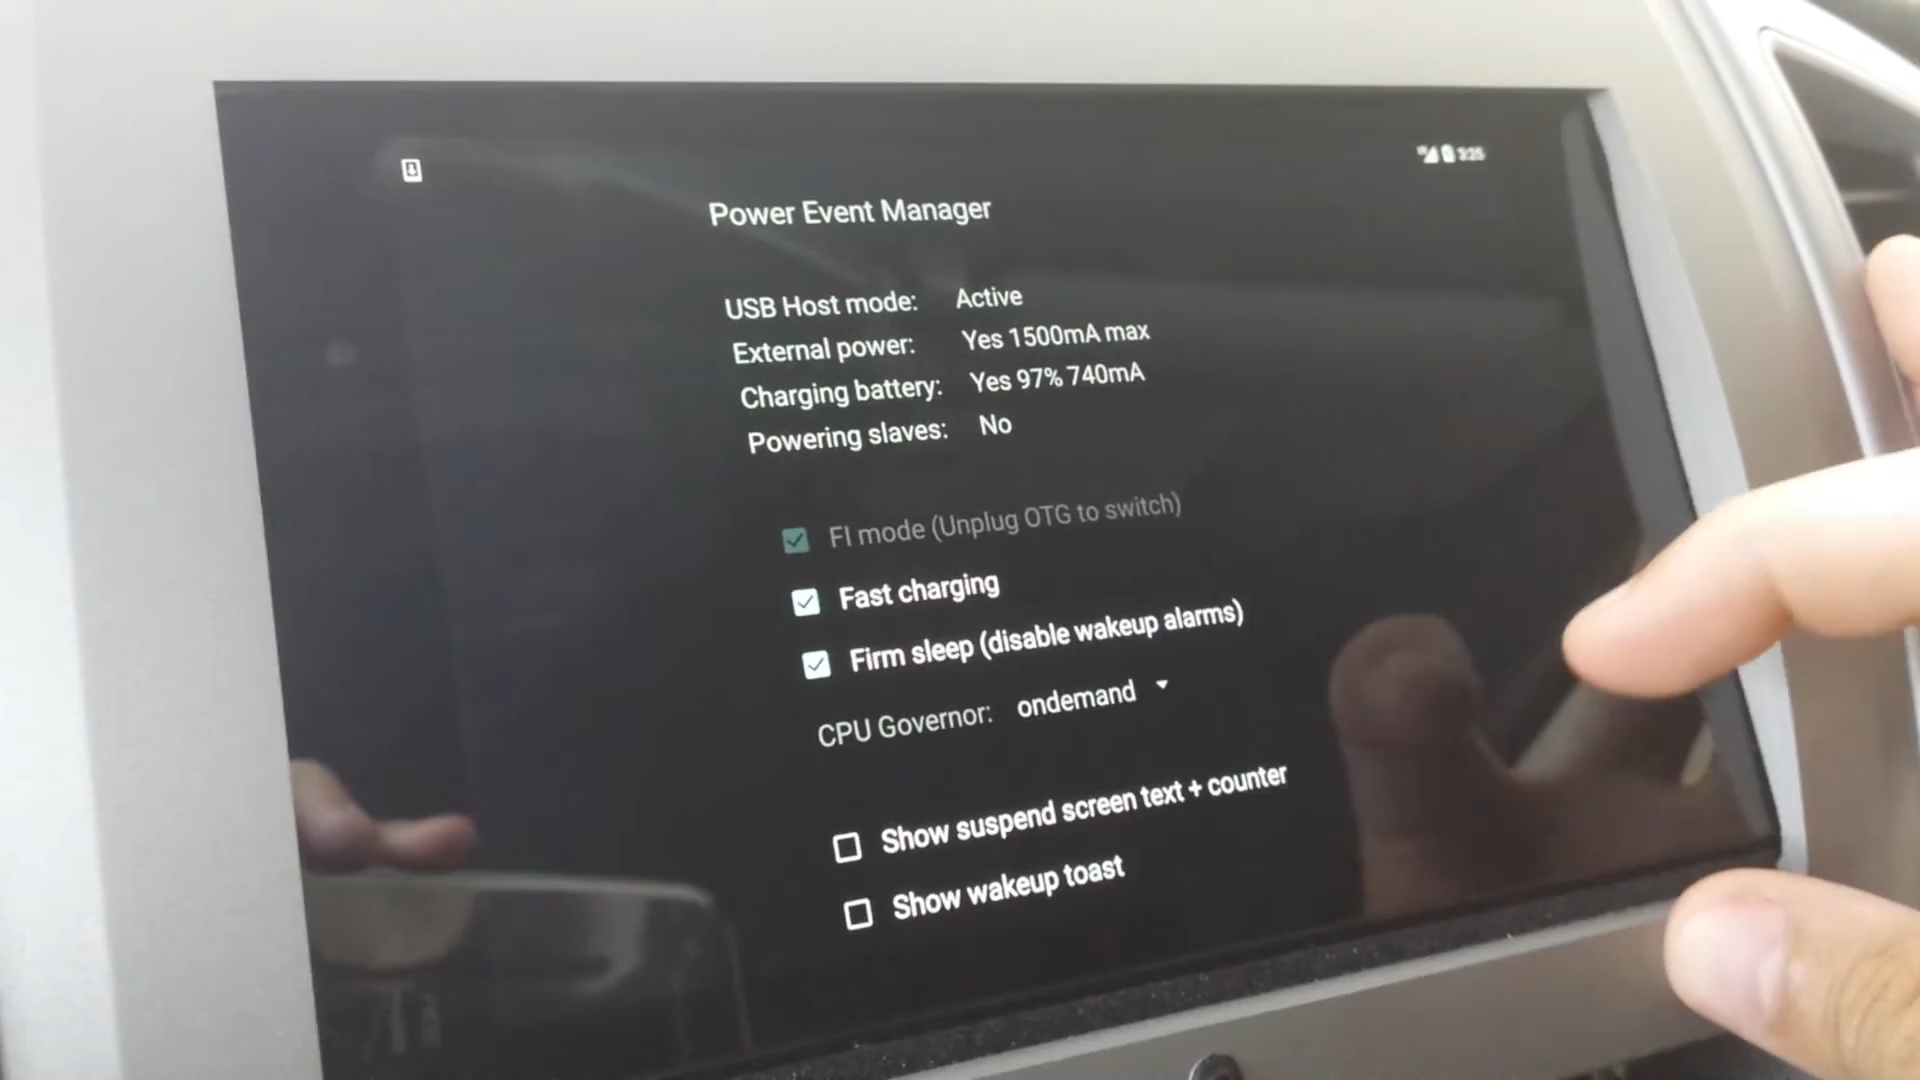 3:25
Power Event Manager
USB Host mode: Active
External power: Yes 1500mA max
Charging battery: Yes 97% 740mA
Powering slaves: No
FI mode (Unplug OTG to switch)
Fast charging
Firm sleep (disable wakeup alarms)
CPU Governor: ondemand
Show suspend screen text + counter
Show wakeup toast